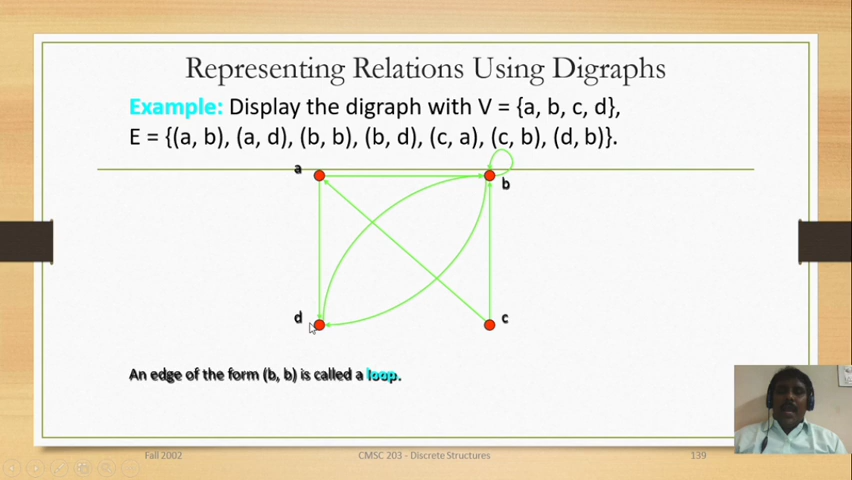 Representing Relations Using Digraphs
Example: Display the digraph with V = {a, b, c, d},
E = {(a, b), (a, d), (b, b), (b, d), (c, a), (c, b), (d, b)}.
a
b
d
c
An edge of the form (b, b) is called a loop.
Fall 2002
CMSC 203 - Discrete Structures
139